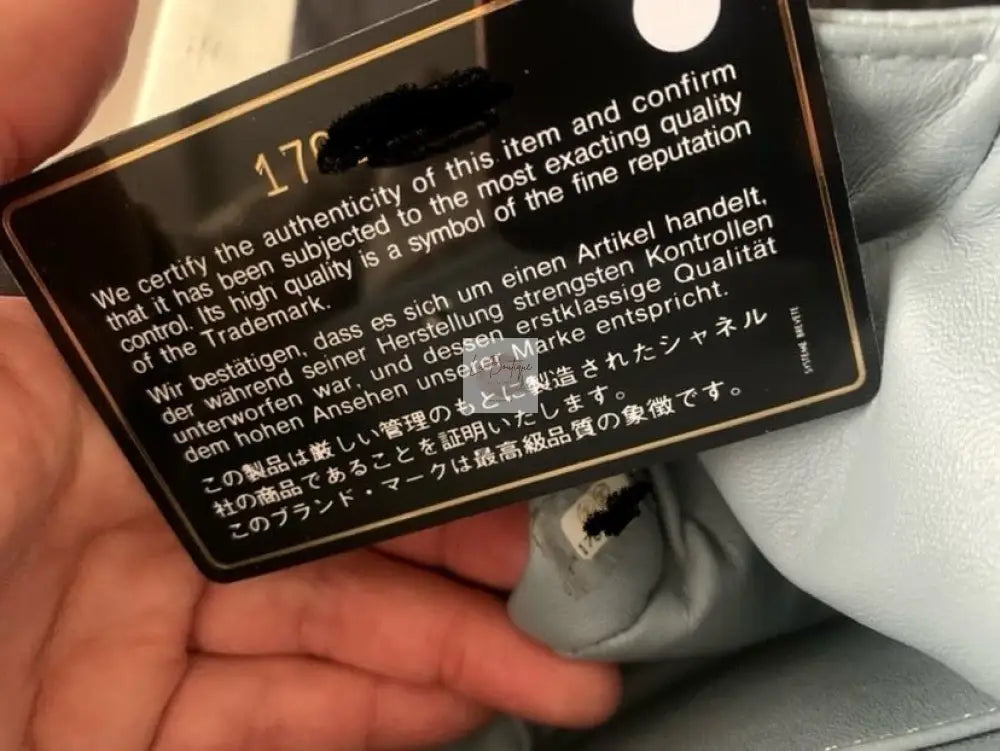 170
We certify the authenticity of this item and confirm
that it has been subjected to the most exacting quality
control. Its high quality is a symbol of the fine reputation
of the Trademark.
Wir bestätigen, dass es sich um einen Artikel handelt,
der während seiner Herstellung strengsten Kontrollen
unterworfen war, und dessen erstklassige Qualität
dem hohen Ansehen unserer Marke entspricht.
この製品は厳しい管理のもとに製造されたシャネル
社の商品であることを証明いたします。
このブランド・マークは最高級品質の象徴です。
SYSTEME BREVETE
Boutique